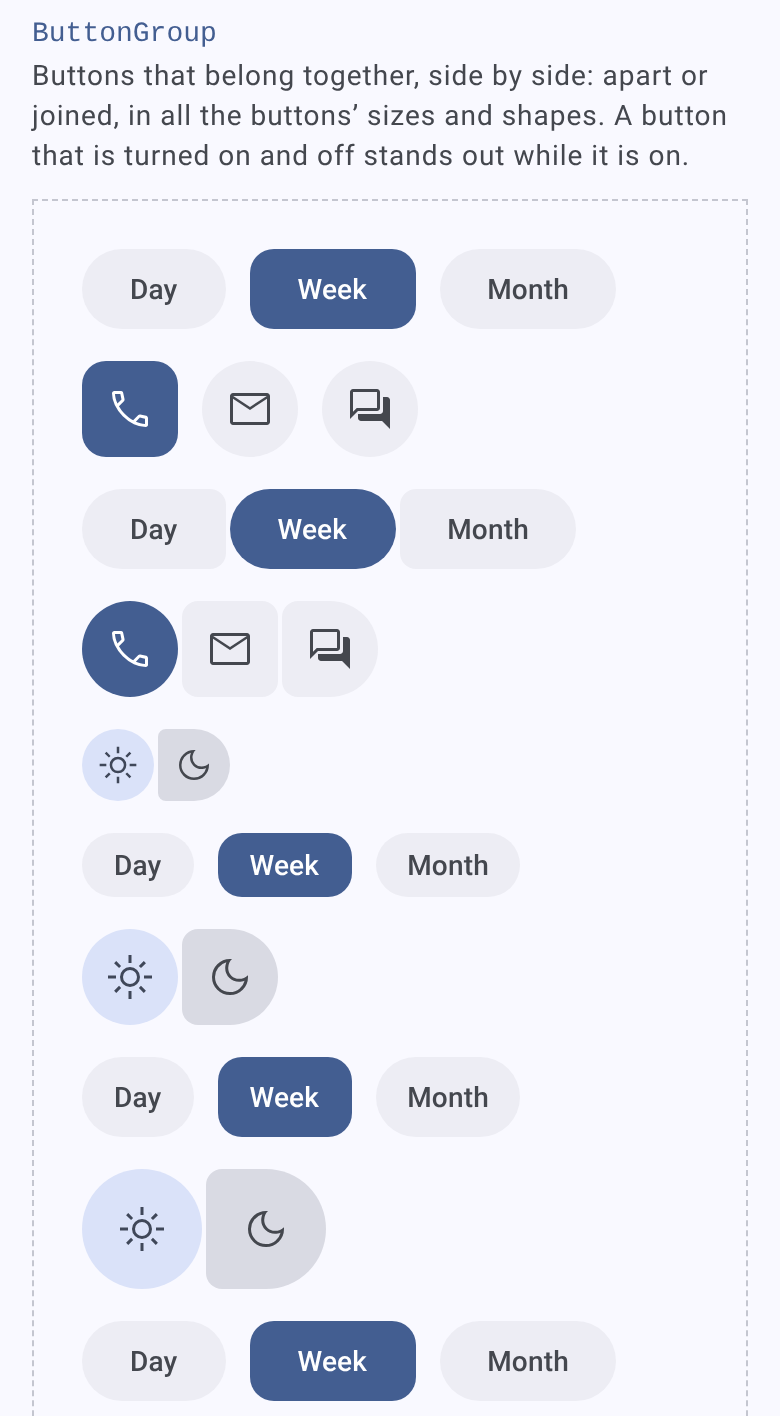 ButtonGroup
Buttons that belong together, side by side: apart or
joined, in all the buttons’ sizes and shapes. A button
that is turned on and off stands out while it is on.
Day Week Month
Day Week Month
Day Week Month
Day Week Month
Day Week Month